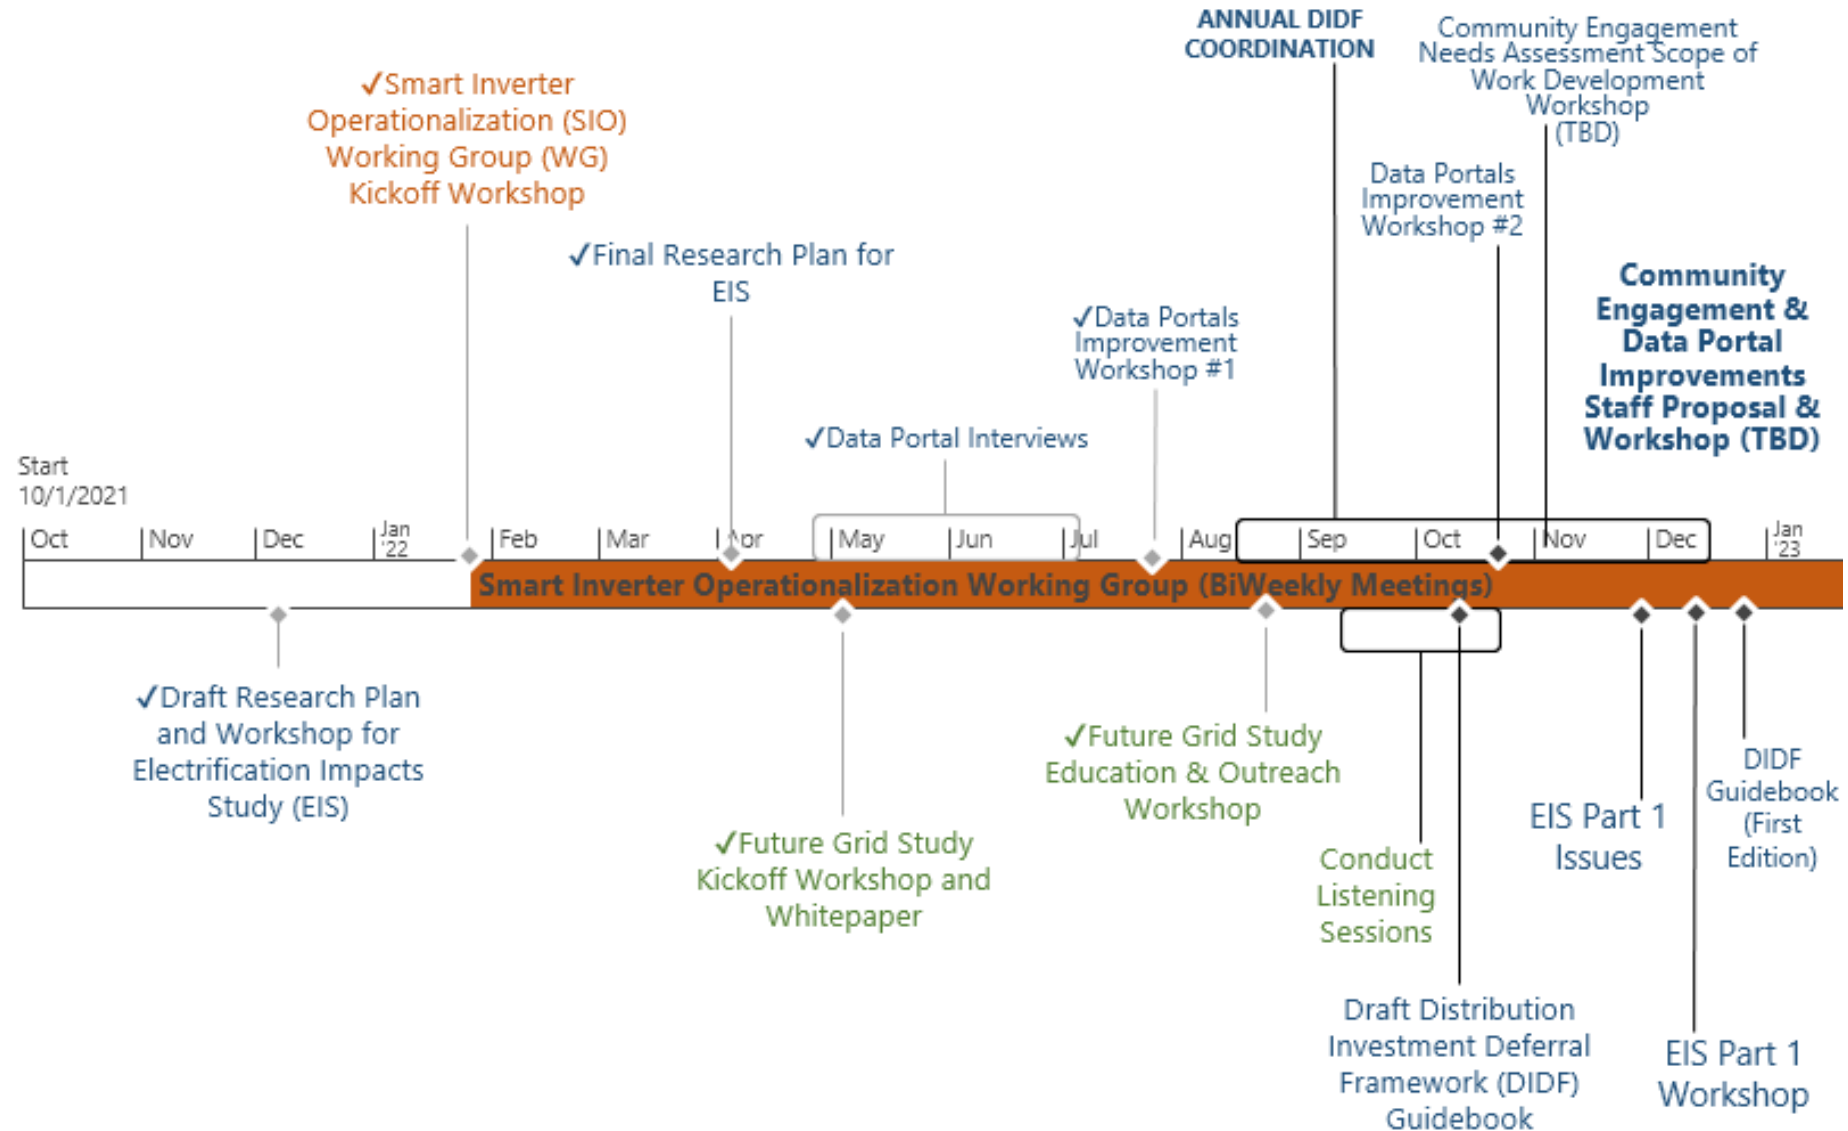 ANNUAL DIDF
COORDINATION
Community Engagement
Needs Assessment Scope of
Work Development
Workshop
(TBD)
✓Smart Inverter
Operationalization (SIO)
Working Group (WG)
Kickoff Workshop
Data Portals
Improvement
Workshop #2
✓Final Research Plan for
EIS
Community
Engagement &
Data Portal
Improvements
Staff Proposal &
Workshop (TBD)
✓Data Portals
Improvement
Workshop #1
✓Data Portal Interviews
Start
10/1/2021
Oct
Nov
Dec
Jan
'22
Feb
Mar
Apr
May
Jun
Jul
Aug
Sep
Oct
Nov
Dec
Jan
'23
Smart Inverter Operationalization Working Group (BiWeekly Meetings)
✓Draft Research Plan
and Workshop for
Electrification Impacts
Study (EIS)
✓Future Grid Study
Kickoff Workshop and
Whitepaper
✓Future Grid Study
Education & Outreach
Workshop
Conduct
Listening
Sessions
Draft Distribution
Investment Deferral
Framework (DIDF)
Guidebook
EIS Part 1
Issues
EIS Part 1
Workshop
DIDF
Guidebook
(First
Edition)